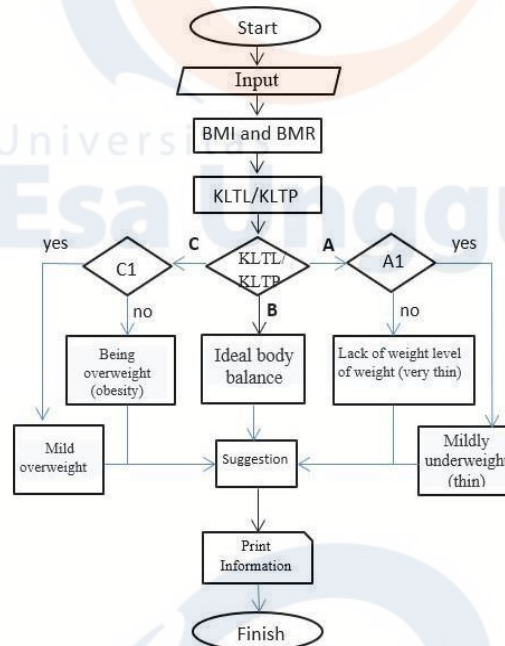 Start
Input
Universitas
BMI and BMR
Esa Unggu
KLTL/KLTP
yes
C
A
yes
C1
KLTL/
KLTP
A1
no
B
no
Being
overweight
(obesity)
Ideal body
balance
Lack of weight level
of weight (very thin)
Mild
overweight
Suggestion
Mildly
underweight
(thin)
Print
Information
Finish